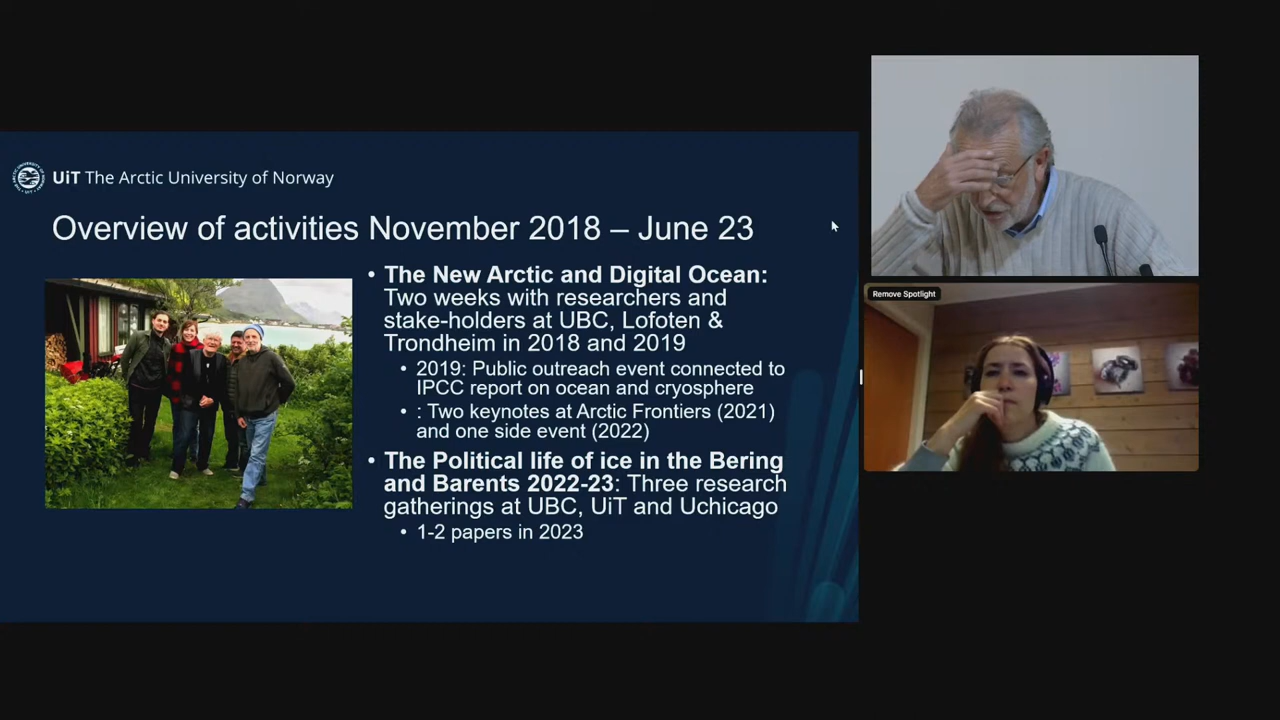 UiT The Arctic University of Norway
Overview of activities November 2018 – June 23
• The New Arctic and Digital Ocean:
Two weeks with researchers and
stake-holders at UBC, Lofoten &
Trondheim in 2018 and 2019
• 2019: Public outreach event connected to
IPCC report on ocean and cryosphere
• : Two keynotes at Arctic Frontiers (2021)
and one side event (2022)
• The Political life of ice in the Bering
and Barents 2022-23: Three research
gatherings at UBC, UiT and Uchicago
• 1-2 papers in 2023
Remove Spotlight